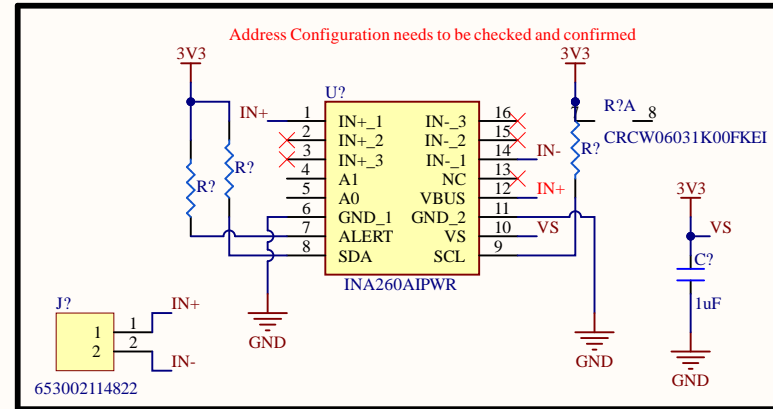 Address Configuration needs to be checked and confirmed
3V3
3V3
U?
R?A
7
8
CRCW06031K00FKEI
IN+
1
IN+_1
IN-_3
16
2
IN+_2
IN-_2
15
3
IN+_3
IN-_1
14
IN-
4
A1
NC
13
5
A0
VBUS
12
IN+
6
GND_1
GND_2
11
7
ALERT
VS
10
VS
8
SDA
SCL
9
R?
R?
R?
INA260AIPWR
GND
GND
3V3
VS
C?
1uF
GND
J?
1
1
IN+
2
2
IN-
653002114822